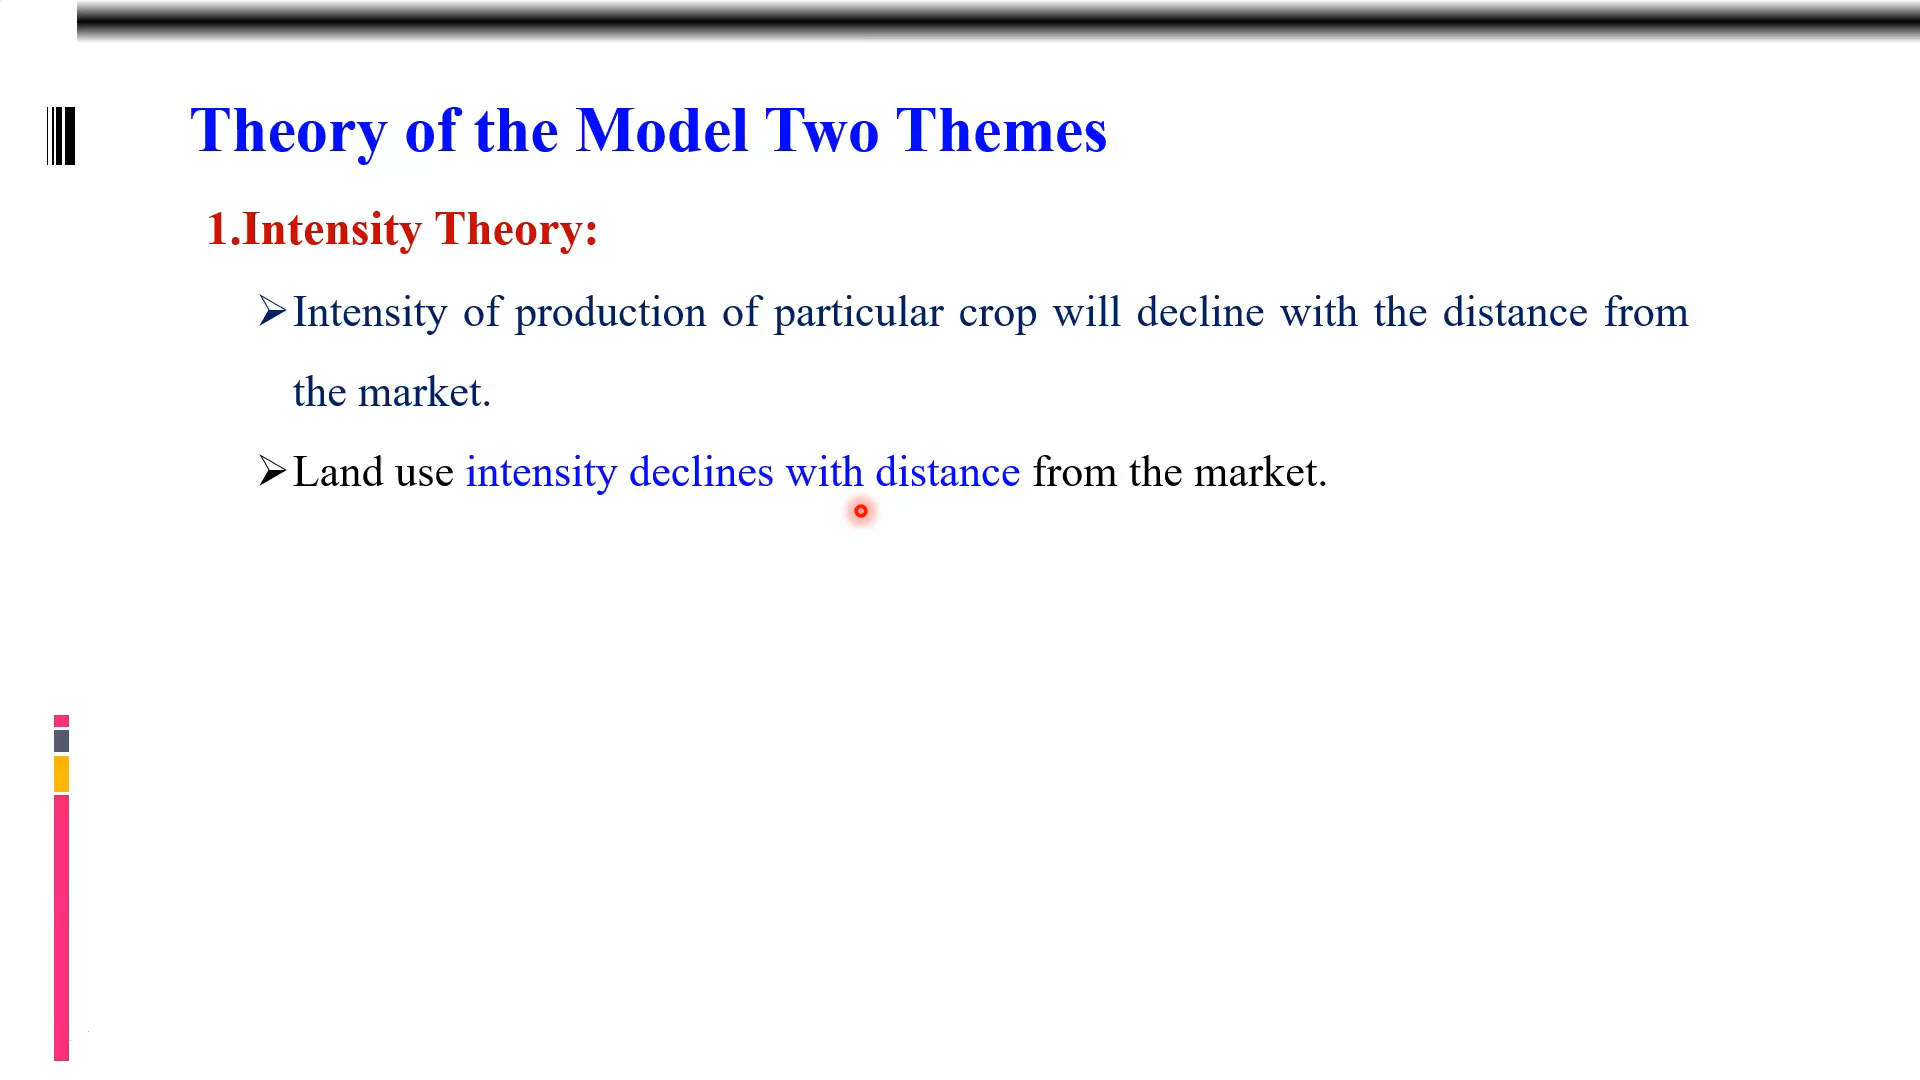 Theory of the Model Two Themes
1.Intensity Theory:
➢Intensity of production of particular crop will decline with the distance from
the market.
➢Land use intensity declines with distance from the market.